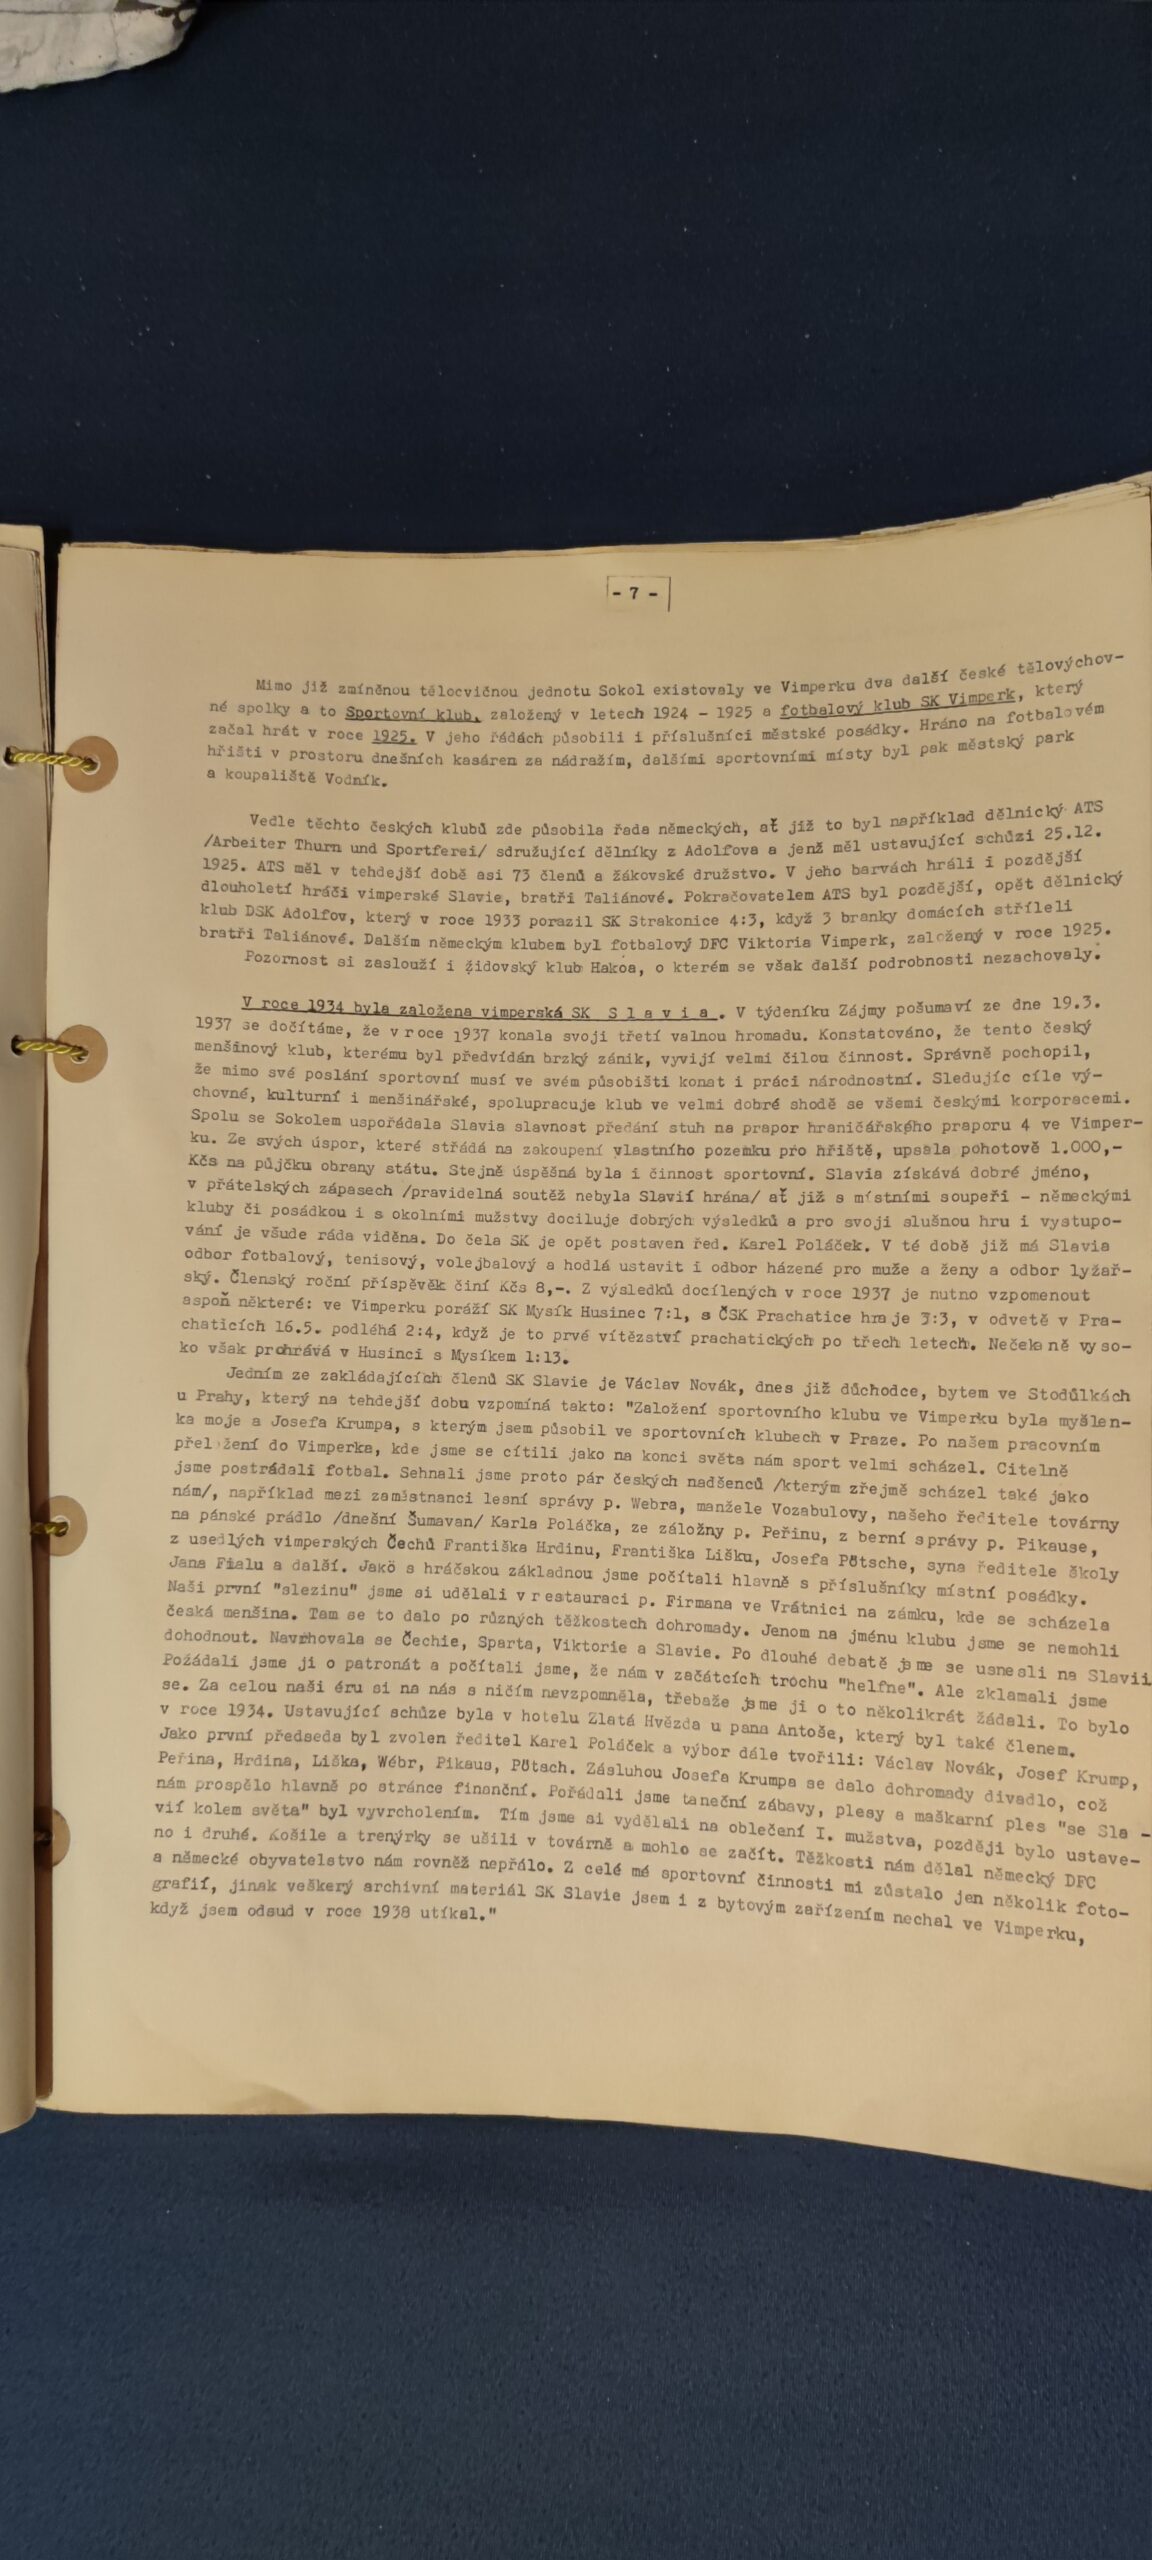 - 7 -
Mimo již zmíněnou tělocvičnou jednotu Sokol existovaly ve Vimperku dva další české tělovýchov-
né spolky a to Sportovní klub, založený v letech 1924 - 1925 a fotbalový klub SK Vimperk, který
začal hrát v roce 1925. V jeho řádách působili i příslušníci městské posádky. Hráno na fotbalovém
hřišti v prostoru dnešních kasáren za nádražím, dalšími sportovními místy byl pak městský park
a koupaliště Vodník.
Vedle těchto českých klubů zde působila řada německých, ať již to byl například dělnický ATS
/Arbeiter Thurn und Sportferei/ sdružující dělníky z Adolfova a jenž měl ustavující schůzi 25.12.
1925. ATS měl v tehdejší době asi 73 členů a žákovské družstvo. V jeho barvách hráli i pozdější
dlouholetí hráči vimperské Slavie, bratři Taliánové. Pokračovatelem ATS byl pozdější, opět dělnický
klub DSK Adolfov, který v roce 1933 porazil SK Strakonice 4:3, když 3 branky domácích stříleli
bratři Taliánové. Dalším německým klubem byl fotbalový DFC Viktoria Vimperk, založený v roce 1925.
Pozornost si zaslouží i židovský klub Hakoa, o kterém se však další podrobnosti nezachovaly.
V roce 1934 byla založena vimperská SK S l a v i a . V týdeníku Zájmy pošumaví ze dne 19.3.
1937 se dočítáme, že v roce 1937 konala svoji třetí valnou hromadu. Konstatováno, že tento český
menšinový klub, kterému byl předvídán brzký zánik, vyvijí velmi čilou činnost. Správně pochopil,
že mimo své poslání sportovní musí ve svém působišti konat i práci národnostní. Sledujíc cíle vý-
chovné, kulturní i menšinářské, spolupracuje klub ve velmi dobré shodě se všemi českými korporacemi.
Spolu se Sokolem uspořádala Slavia slavnost předání stuh na prapor hraničářského praporu 4 ve Vimper-
ku. Ze svých úspor, které střádá na zakoupení vlastního pozemku pro hřiště, upsala pohotově 1.000,-
Kčs na půjčku obrany státu. Stejně úspěšná byla i činnost sportovní. Slavia získává dobré jméno,
v přátelských zápasech /pravidelná soutěž nebyla Slavií hrána/ ať již s místními soupeři - německými
kluby či posádkou i s okolními mužstvy dociluje dobrých výsledků a pro svoji slušnou hru i vystupo-
vání je všude ráda viděna. Do čela SK je opět postaven řed. Karel Poláček. V té době již má Slavia
odbor fotbalový, tenisový, volejbalový a hodlá ustavit i odbor házené pro muže a ženy a odbor lyžař-
ský. Členský roční příspěvěk činí Kčs 8,-. Z výsledků docílených v roce 1937 je nutno vzpomenout
aspoň některé: ve Vimperku poráží SK Mysík Husinec 7:1, s ČSK Prachatice hraje 3:3, v odvetě v Pra-
chaticích 16.5. podléhá 2:4, když je to prvé vítězství prachatických po třech letech. Nečekaně vyso-
ko však prohrává v Husinci s Mysíkem 1:13.
Jedním ze zakládajících členů SK Slavie je Václav Novák, dnes již důchodce, bytem ve Stodůlkách
u Prahy, který na tehdejší dobu vzpomíná takto: "Založení sportovního klubu ve Vimperku byla myšlen-
ka moje a Josefa Krumpa, s kterým jsem působil ve sportovních klubech v Praze. Po našem pracovním
přeložení do Vimperka, kde jsme se cítili jako na konci světa nám sport velmi scházel. Citelně
jsme postrádali fotbal. Sehnali jsme proto pár českých nadšenců /kterým zřejmě scházel také jako
nám/, například mezi zaměstnanci lesní správy p. Webra, manžele Vozabulovy, našeho ředitele továrny
na pánské prádlo /dnešní Šumavan/ Karla Poláčka, ze záložny p. Peřinu, z berní správy p. Pikause,
z usedlých vimperských Čechů Františka Hrdinu, Františka Lišku, Josefa Pötsche, syna ředitele školy
Jana Fialu a další. Jakö s hráčskou základnou jsme počítali hlavně s příslušníky místní posádky.
Naši první "slezinu" jsme si udělali v restauraci p. Firmana ve Vrátnici na zámku, kde se scházela
česká menšina. Tam se to dalo po různých těžkostech dohromady. Jenom na jménu klubu jsme se nemohli
dohodnout. Navrhovala se Čechie, Sparta, Viktorie a Slavie. Po dlouhé debatě jsme se usnesli na Slavii
Požádali jsme ji o patronát a počítali jsme, že nám v začátcích trochu "helfne". Ale zklamali jsme
se. Za celou naši éru si na nás s ničím nevzpomněla, třebaže jsme ji o to několikrát žádali. To bylo
v roce 1934. Ustavující schůze byla v hotelu Zlatá Hvězda u pana Antoše, který byl také členem.
Jako první předseda byl zvolen ředitel Karel Poláček a výbor dále tvořili: Václav Novák, Josef Krump,
Peřina, Hrdina, Liška, Wébr, Pikaus, Pötsch. Zásluhou Josefa Krumpa se dalo dohromady divadlo, což
nám prospělo hlavně po stránce finanční. Pořádali jsme taneční zábavy, plesy a maškarní ples "se Sla -
vií kolem světa" byl vyvrcholením. Tím jsme si vydělali na oblečení I. mužstva, později bylo ustave-
no i druhé. Košile a trenýrky se ušili v továrně a mohlo se začít. Těžkosti nám dělal německý DFC
a německé obyvatelstvo nám rovněž nepřálo. Z celé mé sportovní činnosti mi zůstalo jen několik foto-
grafií, jinak veškerý archivní materiál SK Slavie jsem i z bytovým zařízením nechal ve Vimperku,
když jsem odsud v roce 1938 utíkal."